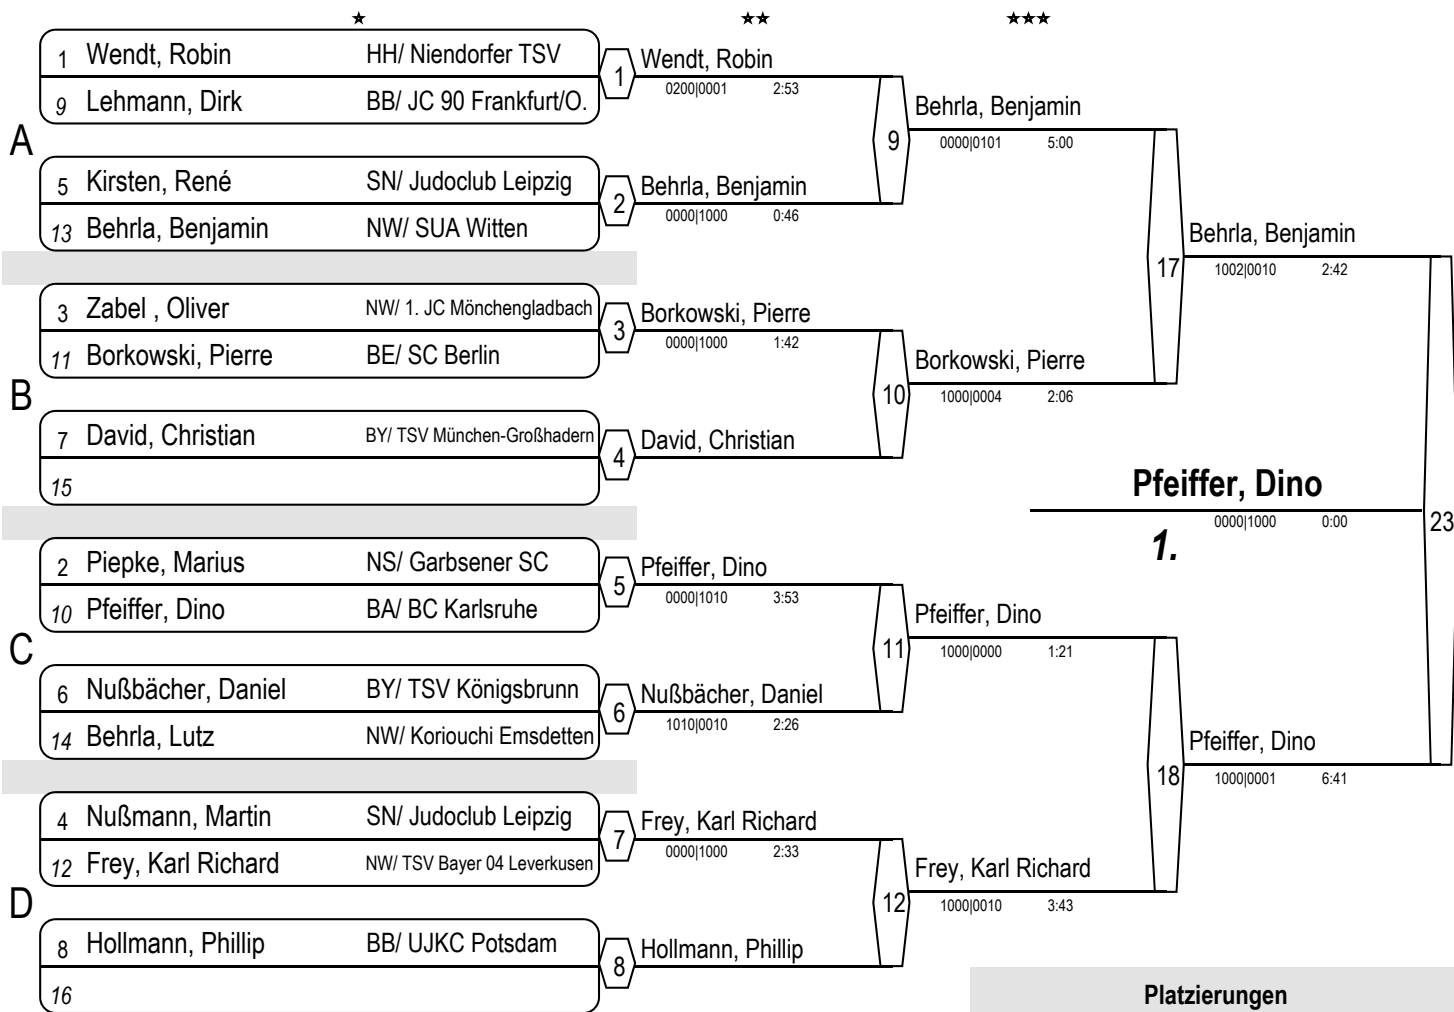 ★ ★★ ★★★
1 Wendt, Robin HH/ Niendorfer TSV
9 Lehmann, Dirk BB/ JC 90 Frankfurt/O.
A
5 Kirsten, René SN/ Judoclub Leipzig
13 Behrla, Benjamin NW/ SUA Witten
3 Zabel , Oliver NW/ 1. JC Mönchengladbach
11 Borkowski, Pierre BE/ SC Berlin
B
7 David, Christian BY/ TSV München-Großhadern
15
2 Piepke, Marius NS/ Garbsener SC
10 Pfeiffer, Dino BA/ BC Karlsruhe
C
6 Nußbächer, Daniel BY/ TSV Königsbrunn
14 Behrla, Lutz NW/ Koriouchi Emsdetten
4 Nußmann, Martin SN/ Judoclub Leipzig
12 Frey, Karl Richard NW/ TSV Bayer 04 Leverkusen
D
8 Hollmann, Phillip BB/ UJKC Potsdam
16
1 Wendt, Robin
0200|0001 2:53
2 Behrla, Benjamin
0000|1000 0:46
3 Borkowski, Pierre
0000|1000 1:42
4 David, Christian
5 Pfeiffer, Dino
0000|1010 3:53
6 Nußbächer, Daniel
1010|0010 2:26
7 Frey, Karl Richard
0000|1000 2:33
8 Hollmann, Phillip
9 Behrla, Benjamin
0000|0101 5:00
10 Borkowski, Pierre
1000|0004 2:06
11 Pfeiffer, Dino
1000|0000 1:21
12 Frey, Karl Richard
1000|0010 3:43
17 Behrla, Benjamin
1002|0010 2:42
18 Pfeiffer, Dino
1000|0001 6:41
Pfeiffer, Dino
0000|1000 0:00 23
1.
Platzierungen